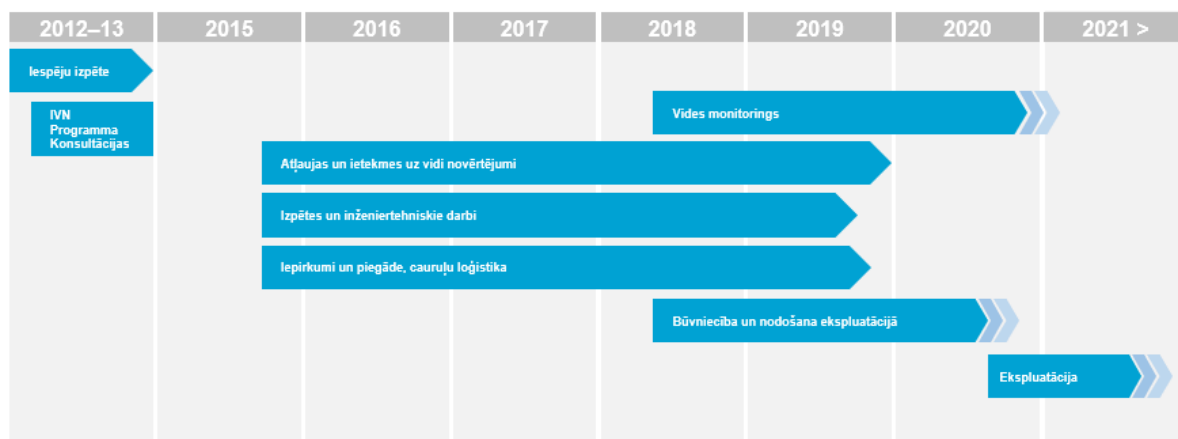 2012–13 2015 2016 2017 2018 2019 2020 2021 >
Iespēju izpēte
IVN
Programma
Konsultācijas
Vides monitorings
Atļaujas un ietekmes uz vidi novērtējumi
Izpētes un inženiertehniskie darbi
Iepirkumi un piegāde, cauruļu loģistika
Būvniecība un nodošana ekspluatācijā
Ekspluatācija